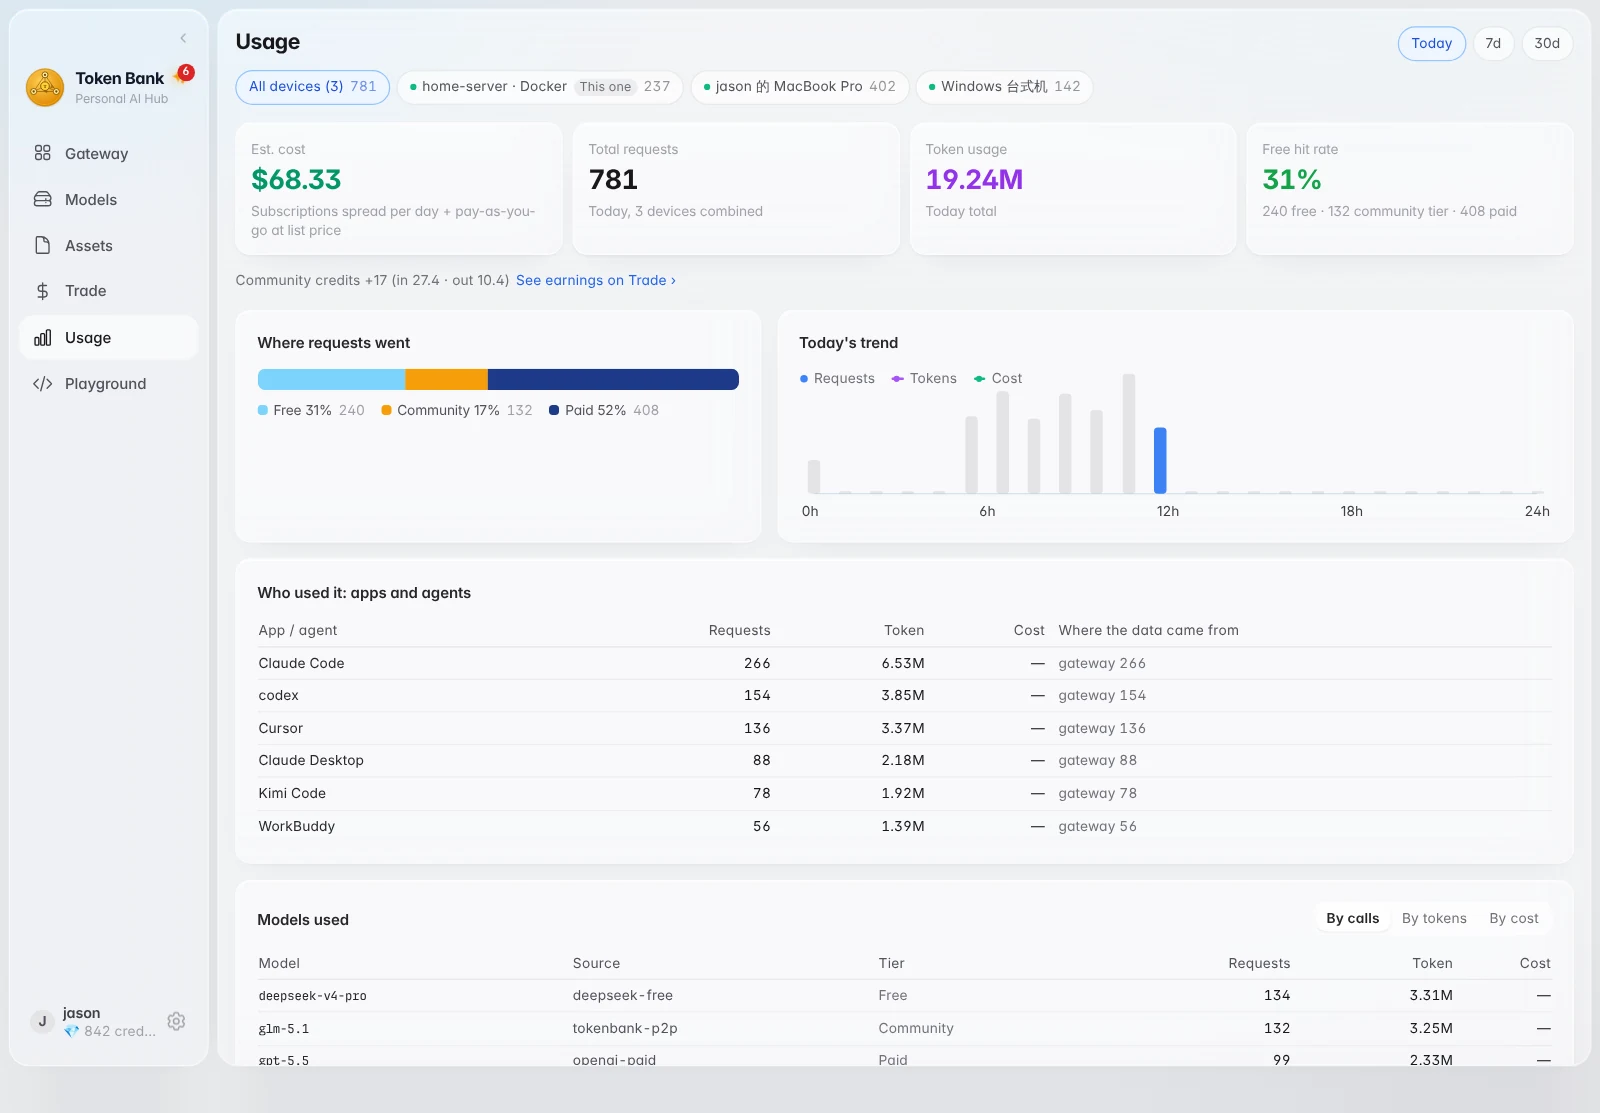 Token Bank
6
Personal AI Hub
Gateway
Models
Assets
Trade
Usage
Playground
J
jason
842 cred...
Usage
Today
7d
30d
All devices (3) 781
home-server · Docker This one 237
jason 的 MacBook Pro 402
Windows 台式机 142
Est. cost
$68.33
Subscriptions spread per day + pay-as-you-
go at list price
Total requests
781
Today, 3 devices combined
Token usage
19.24M
Today total
Free hit rate
31%
240 free · 132 community tier · 408 paid
Community credits +17 (in 27.4 · out 10.4) See earnings on Trade ›
Where requests went
Free 31% 240 Community 17% 132 Paid 52% 408
Today's trend
Requests Tokens Cost
0h 6h 12h 18h 24h
Who used it: apps and agents
App / agent Requests Token Cost Where the data came from
Claude Code 266 6.53M — gateway 266
codex 154 3.85M — gateway 154
Cursor 136 3.37M — gateway 136
Claude Desktop 88 2.18M — gateway 88
Kimi Code 78 1.92M — gateway 78
WorkBuddy 56 1.39M — gateway 56
Models used
By calls By tokens By cost
Model Source Tier Requests Token Cost
deepseek-v4-pro deepseek-free Free 134 3.31M —
glm-5.1 tokenbank-p2p Community 132 3.25M —
gpt-5.5 openai-paid Paid 99 2.33M —